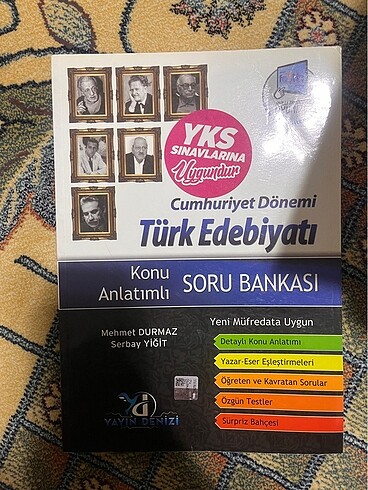 YKS
SINAVLARINA
Uygundur
Cumhuriyet Dönemi
Türk Edebiyatı
Konu
Anlatımlı
SORU BANKASI
Mehmet DURMAZ
Serbay YİĞİT
Yeni Müfredata Uygun
Detaylı Konu Anlatımı
Yazar-Eser Eşleştirmeleri
Öğreten ve Kavratan Sorular
Özgün Testler
Sürpriz Bahçesi
YAYIN DENİZİ